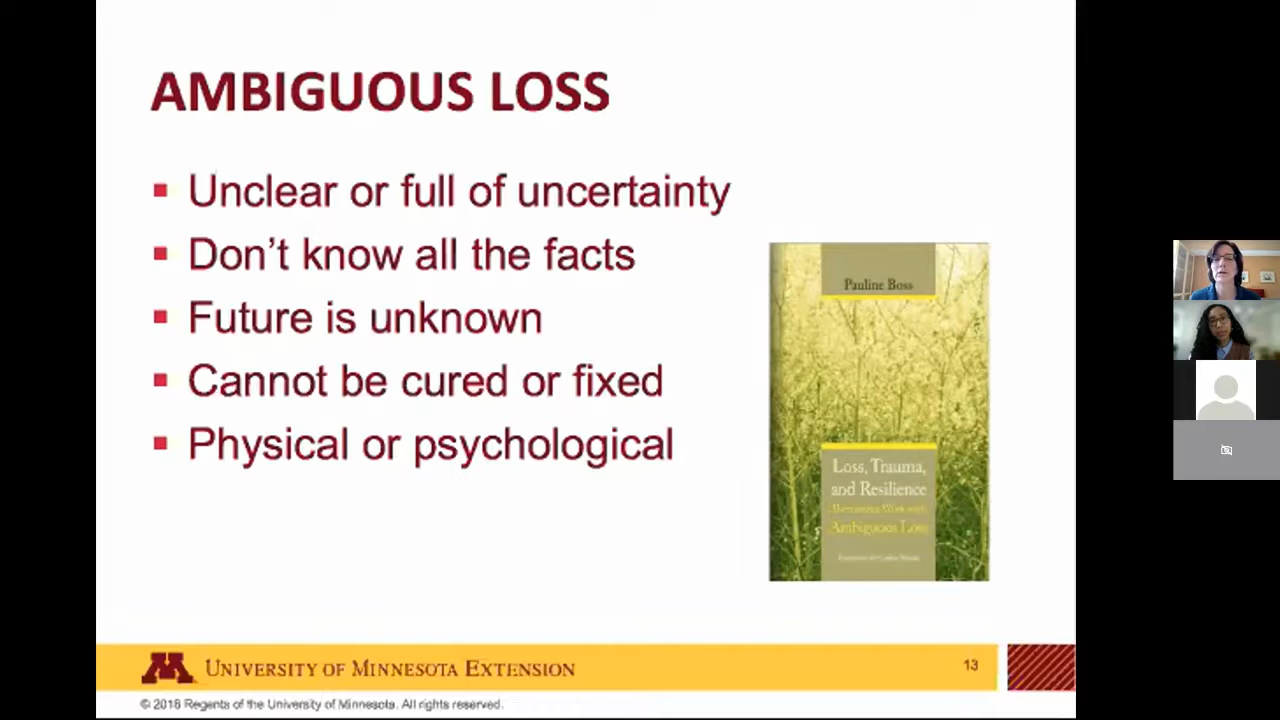 AMBIGUOUS LOSS
Unclear or full of uncertainty
Don't know all the facts
Future is unknown
Cannot be cured or fixed
Physical or psychological
Pauline Boss
Loss, Trauma,
and Resilience
Ambiguous Loss
UNIVERSITY OF MINNESOTA EXTENSION
13
© 2018 Regents of the University of Minnesota. All rights reserved.